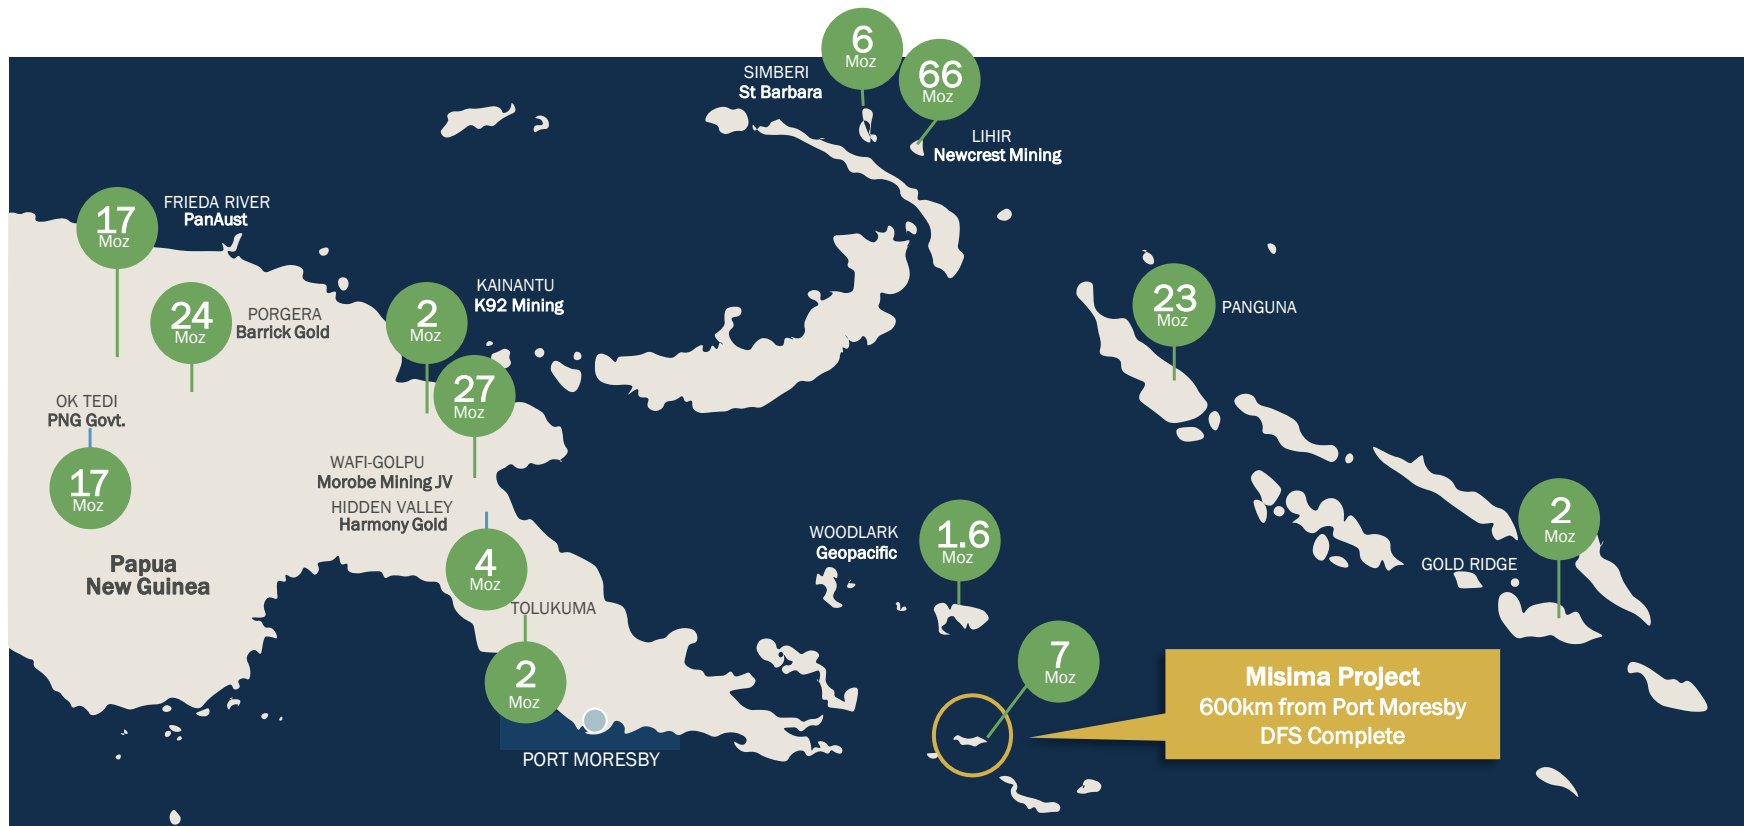 6
Moz
66
Moz
SIMBERI
St Barbara
LIHIR
Newcrest Mining
17
Moz
FRIEDA RIVER
PanAust
24
Moz
PORGERA
Barrick Gold
2
Moz
KAINANTU
K92 Mining
23
Moz
PANGUNA
27
Moz
OK TEDI
PNG Govt.
17
Moz
WAFI-GOLPU
Morobe Mining JV
HIDDEN VALLEY
Harmony Gold
4
Moz
WOODLARK
Geopacific
1.6
Moz
2
Moz
GOLD RIDGE
Papua
New Guinea
TOLUKUMA
2
Moz
PORT MORESBY
7
Moz
Misima Project
600km from Port Moresby
DFS Complete